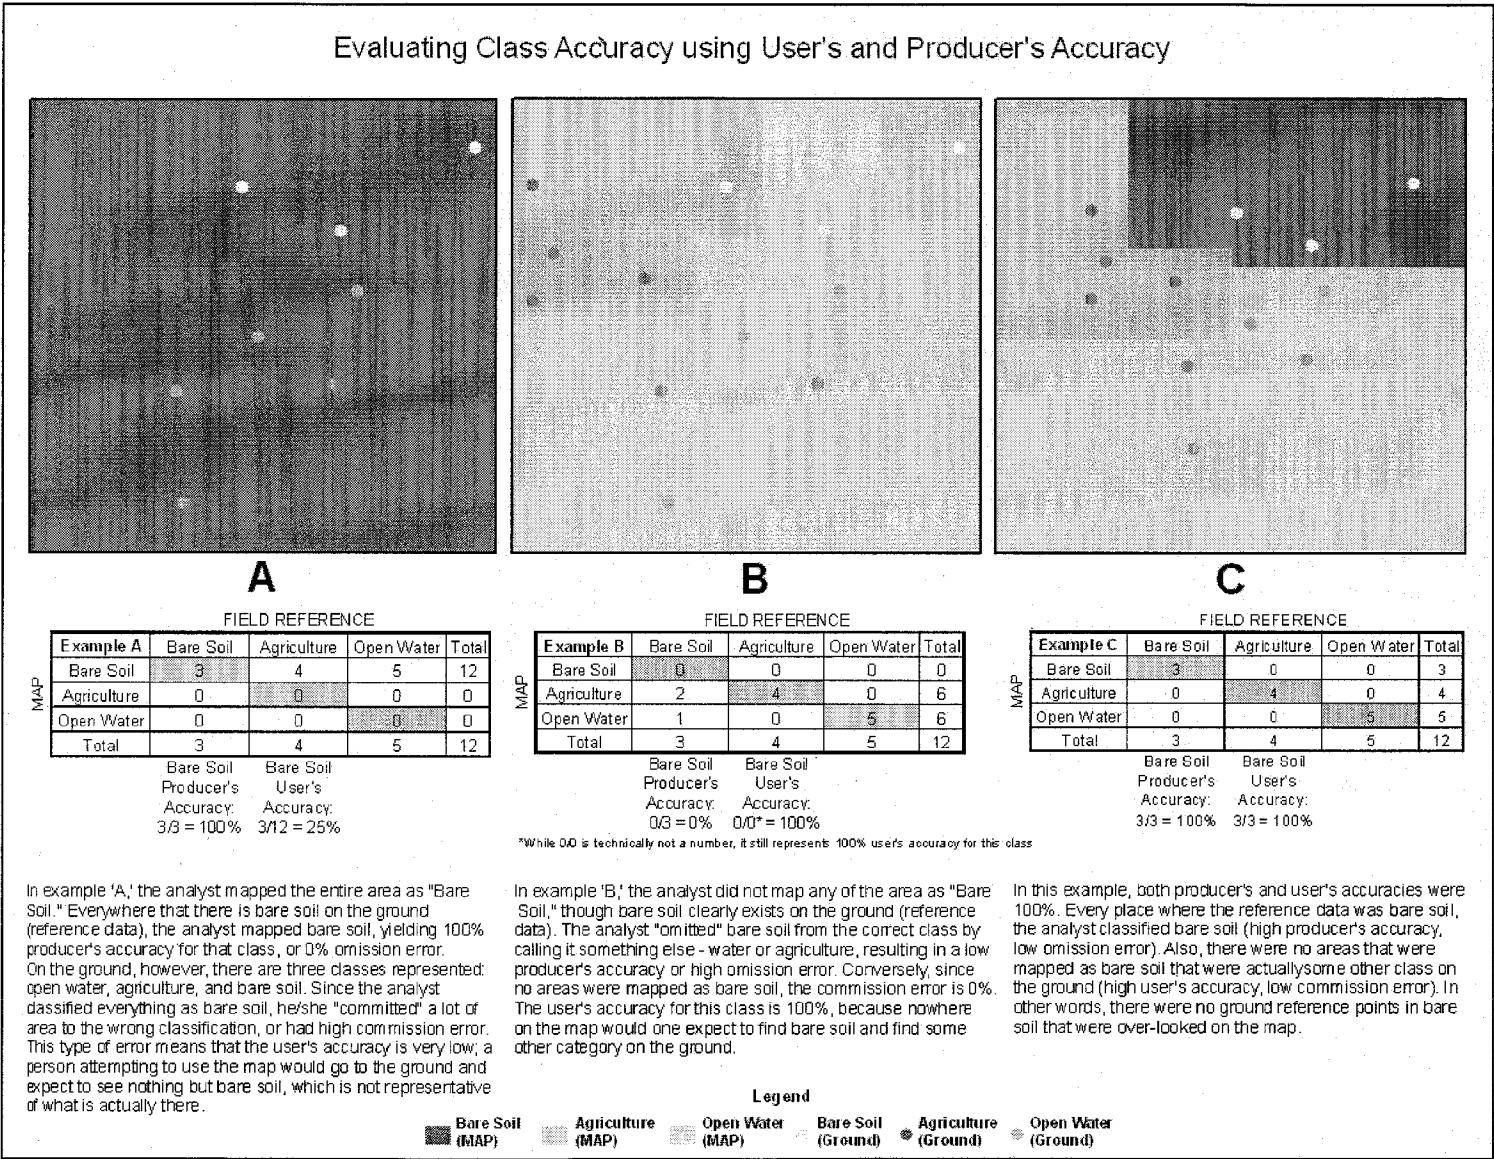 Evaluating Class Accuracy using User's and Producer's Accuracy
A
B
C
FIELD REFERENCE
MAP
Example A Bare Soil Agriculture Open Water Total
Bare Soil 3 4 5 12
Agriculture 0 0 0 0
Open Water 0 0 0 0
Total 3 4 5 12
Bare Soil Producer's Accuracy: 3/3 = 100%
Bare Soil User's Accuracy: 3/12 = 25%
FIELD REFERENCE
MAP
Example B Bare Soil Agriculture Open Water Total
Bare Soil 0 0 0 0
Agriculture 2 4 0 6
Open Water 1 0 5 6
Total 3 4 5 12
Bare Soil Producer's Accuracy: 0/3 = 0%
Bare Soil User's Accuracy: 0/0* = 100%
*While 0/0 is technically not a number, it still represents 100% user's accuracy for this class
FIELD REFERENCE
MAP
Example C Bare Soil Agriculture Open Water Total
Bare Soil 3 0 0 3
Agriculture 0 4 0 4
Open Water 0 0 5 5
Total 3 4 5 12
Bare Soil Producer's Accuracy: 3/3 = 100%
Bare Soil User's Accuracy: 3/3 = 100%
In example 'A,' the analyst mapped the entire area as "Bare
Soil." Everywhere that there is bare soil on the ground
(reference data), the analyst mapped bare soil, yielding 100%
producer's accuracy for that class, or 0% omission error.
On the ground, however, there are three classes represented:
open water, agriculture, and bare soil. Since the analyst
classified everything as bare soil, he/she "committed" a lot of
area to the wrong classification, or had high commission error.
This type of error means that the user's accuracy is very low; a
person attempting to use the map would go to the ground and
expect to see nothing but bare soil, which is not representative
of what is actually there.
In example 'B,' the analyst did not map any of the area as "Bare
Soil," though bare soil clearly exists on the ground (reference
data). The analyst "omitted" bare soil from the correct class by
calling it something else - water or agriculture, resulting in a low
producer's accuracy or high omission error. Conversely, since
no areas were mapped as bare soil, the commission error is 0%.
The user's accuracy for this class is 100%, because nowhere
on the map would one expect to find bare soil and find some
other category on the ground.
In this example, both producer's and user's accuracies were
100%. Every place where the reference data was bare soil,
the analyst classified bare soil (high producer's accuracy,
low omission error). Also, there were no areas that were
mapped as bare soil that were actuallysome other class on
the ground (high user's accuracy, low commission error). In
other words, there were no ground reference points in bare
soil that were over-looked on the map.
Legend
Bare Soil (MAP)
Agriculture (MAP)
Open Water (MAP)
Bare Soil (Ground)
Agriculture (Ground)
Open Water (Ground)